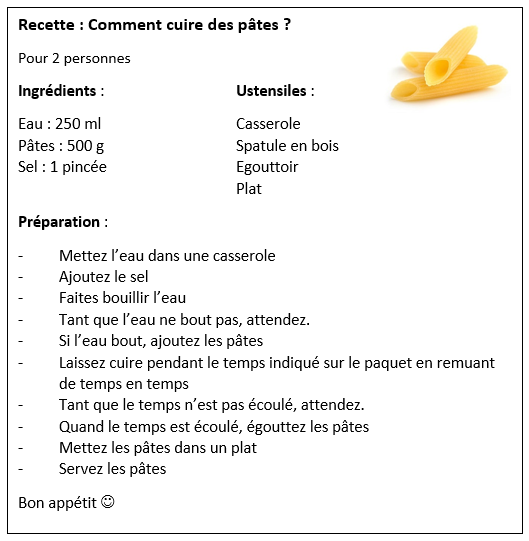 Recette : Comment cuire des pâtes ?
Pour 2 personnes
Ingrédients :
Eau : 250 ml
Pâtes : 500 g
Sel : 1 pincée
Ustensiles :
Casserole
Spatule en bois
Egouttoir
Plat
Préparation :
- Mettez l’eau dans une casserole
- Ajoutez le sel
- Faites bouillir l’eau
- Tant que l’eau ne bout pas, attendez.
- Si l’eau bout, ajoutez les pâtes
- Laissez cuire pendant le temps indiqué sur le paquet en remuant
de temps en temps
- Tant que le temps n’est pas écoulé, attendez.
- Quand le temps est écoulé, égouttez les pâtes
- Mettez les pâtes dans un plat
- Servez les pâtes
Bon appétit ☺